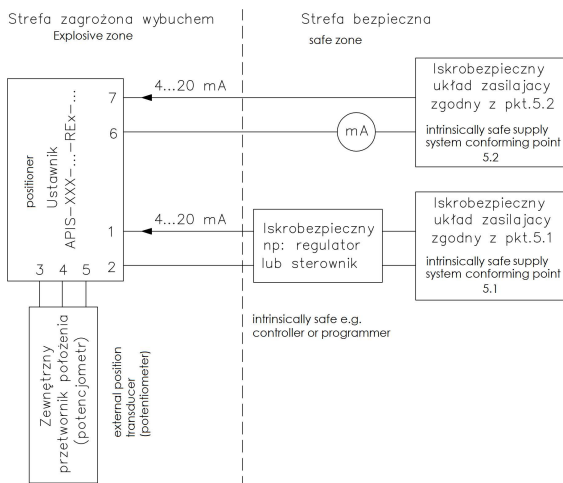 Strefa zagrożona wybuchem
Explosive zone
Strefa bezpieczna
safe zone
7
4...20 mA
6
mA
Iskrobezpieczny
układ zasilajacy
zgodny z pkt.5.2
intrinsically safe supply
system conforming point
5.2
positioner
Ustawnik
APIS-XXX-...-REx-...
1
4...20 mA
2
Iskrobezpieczny
np: regulator
lub sterownik
intrinsically safe e.g.
controller or programmer
Iskrobezpieczny
układ zasilajacy
zgodny z pkt.5.1
intrinsically safe supply
system conforming point
5.1
3 4 5
Zewnętrzny
przetwornik położenia
(potencjometr)
external position
transducer
(potentiometer)